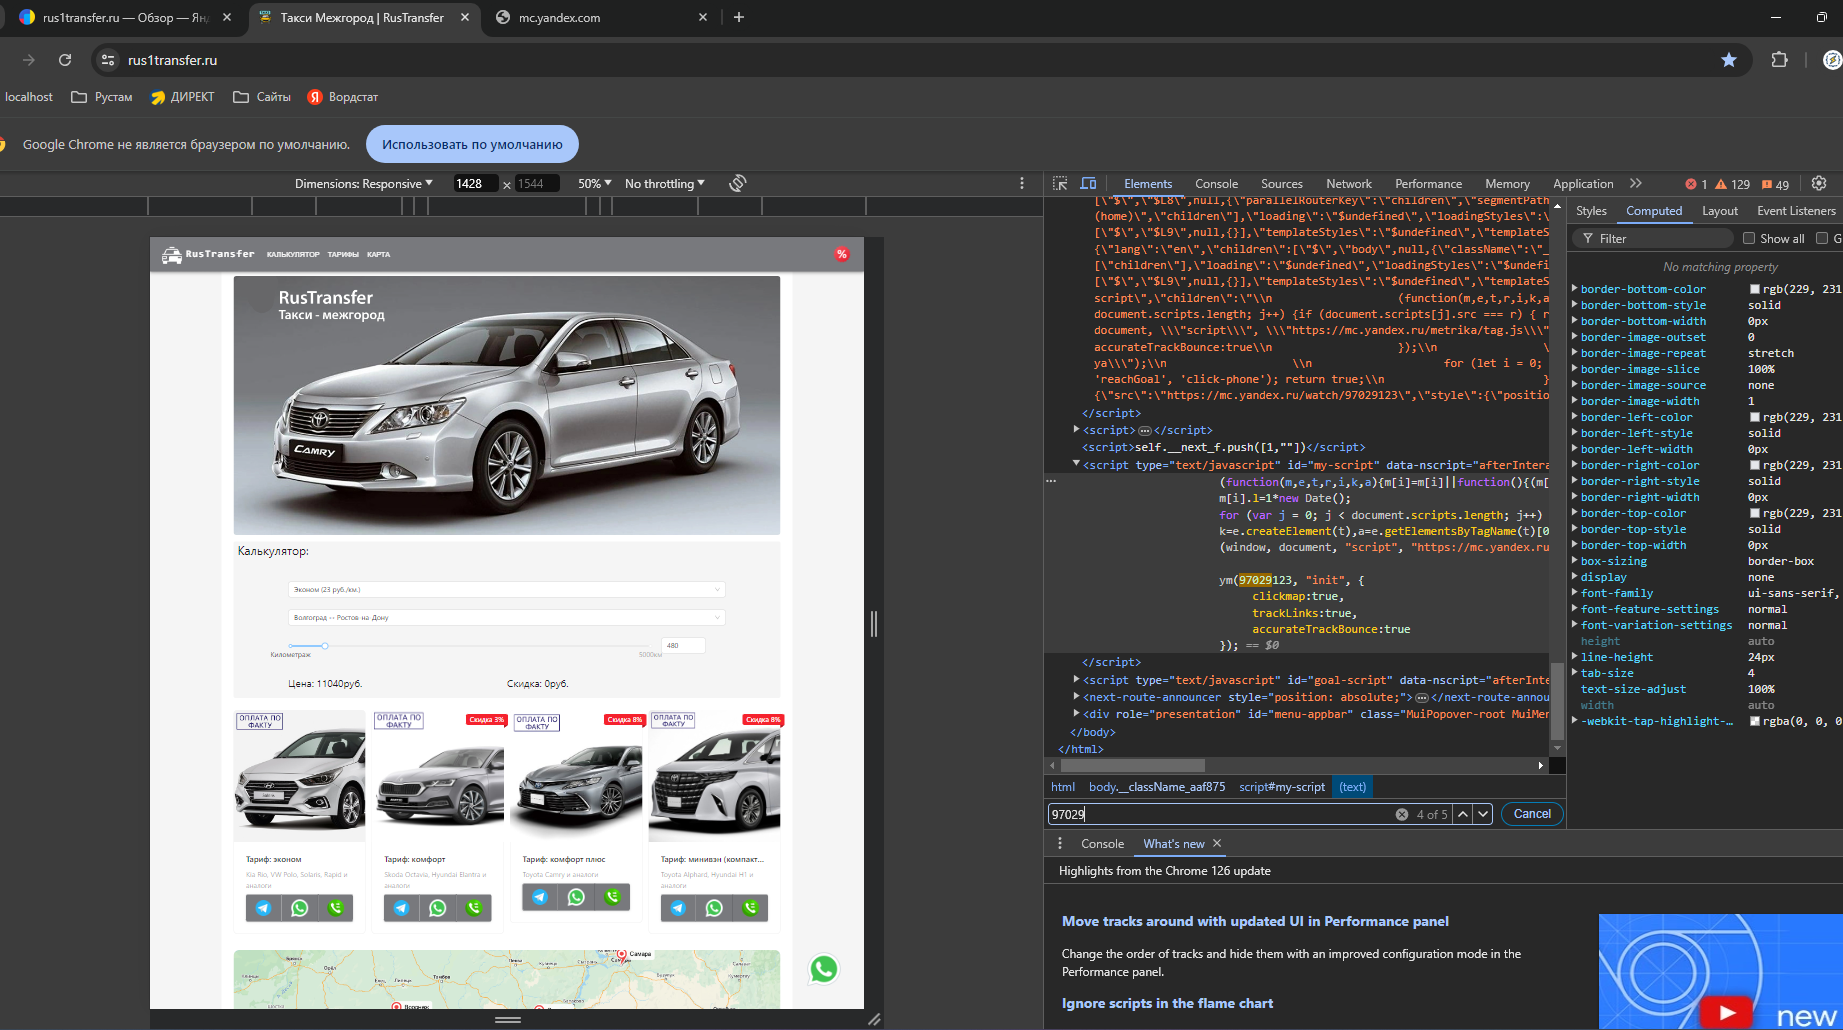 rus1transfer.ru — Обзор — Ян
Такси Межгород | RusTransfer
mc.yandex.com
rus1transfer.ru
localhost
Рустам
ДИРЕКТ
Сайты
Вордстат
Google Chrome не является браузером по умолчанию.
Использовать по умолчанию
Dimensions: Responsive
1428
×
1544
50%
No throttling
RusTransfer
КАЛЬКУЛЯТОР
ТАРИФЫ
КАРТА
%
RusTransfer
Такси - межгород
CAMRY
Калькулятор:
Эконом (23 руб./км.)
Волгоград ↔ Ростов-на-Дону
480
Километраж
5000км
Цена: 11040руб.
Скидка: 0руб.
ОПЛАТА ПО ФАКТУ
ОПЛАТА ПО ФАКТУ
Скидка 3%
ОПЛАТА ПО ФАКТУ
Скидка 8%
ОПЛАТА ПО ФАКТУ
Скидка 8%
Тариф: эконом
Kia Rio, VW Polo, Solaris, Rapid и аналоги
Тариф: комфорт
Skoda Octavia, Hyundai Elantra и аналоги
Тариф: комфорт плюс
Toyota Camry и аналоги
Тариф: минивэн (компакт...
Toyota Alphard, Hyundai H1 и аналоги
Самара
Воронеж
Elements
Console
Sources
Network
Performance
Memory
Application
1
129
49
[\"$\",\"$L8\",null,{\"parallelRouterKey\":\"children\",\"segmentPath
(home)\",\"children\"],\"loading\":\"$undefined\",\"loadingStyles\":\
[\"$\",\"$L9\",null,{}],\"templateStyles\":\"$undefined\",\"templateS
{\"lang\":\"en\",\"children\":[\"$\",\"body\",null,{\"className\":\"_
[\"children\"],\"loading\":\"$undefined\",\"loadingStyles\":\"$undefi
[\"$\",\"$L9\",null,{}],\"templateStyles\":\"$undefined\",\"templateS
script\",\"children\":\"\\n (function(m,e,t,r,i,k,a
document.scripts.length; j++) {if (document.scripts[j].src === r) { r
document, \\\"script\\\", \\\"https://mc.yandex.ru/metrika/tag.js\\\"
accurateTrackBounce:true\\n });\\n \
ya\\\");\\n \\n for (let i = 0;
'reachGoal', 'click-phone'); return true;\\n }
{\"src\":\"https://mc.yandex.ru/watch/97029123\",\"style\":{\"positio
</script>
<script>…</script>
<script>self.__next_f.push([1,""])</script>
<script type="text/javascript" id="my-script" data-nscript="afterIntera
(function(m,e,t,r,i,k,a){m[i]=m[i]||function(){(m[
m[i].l=1*new Date();
for (var j = 0; j < document.scripts.length; j++)
k=e.createElement(t),a=e.getElementsByTagName(t)[0
(window, document, "script", "https://mc.yandex.ru
ym(97029123, "init", {
clickmap:true,
trackLinks:true,
accurateTrackBounce:true
}); == $0
</script>
<script type="text/javascript" id="goal-script" data-nscript="afterInte
<next-route-announcer style="position: absolute;">…</next-route-annou
<div role="presentation" id="menu-appbar" class="MuiPopover-root MuiMen
</body>
</html>
html
body.__className_aaf875
script#my-script
(text)
97029
4 of 5
Cancel
Styles
Computed
Layout
Event Listeners
Filter
Show all
G
No matching property
border-bottom-color rgb(229, 231
border-bottom-style solid
border-bottom-width 0px
border-image-outset 0
border-image-repeat stretch
border-image-slice 100%
border-image-source none
border-image-width 1
border-left-color rgb(229, 231
border-left-style solid
border-left-width 0px
border-right-color rgb(229, 231
border-right-style solid
border-right-width 0px
border-top-color rgb(229, 231
border-top-style solid
border-top-width 0px
box-sizing border-box
display none
font-family ui-sans-serif,
font-feature-settings normal
font-variation-settings normal
height auto
line-height 24px
tab-size 4
text-size-adjust 100%
width auto
-webkit-tap-highlight-… rgba(0, 0, 0
Console
What's new
Highlights from the Chrome 126 update
Move tracks around with updated UI in Performance panel
Change the order of tracks and hide them with an improved configuration mode in the
Performance panel.
Ignore scripts in the flame chart
new